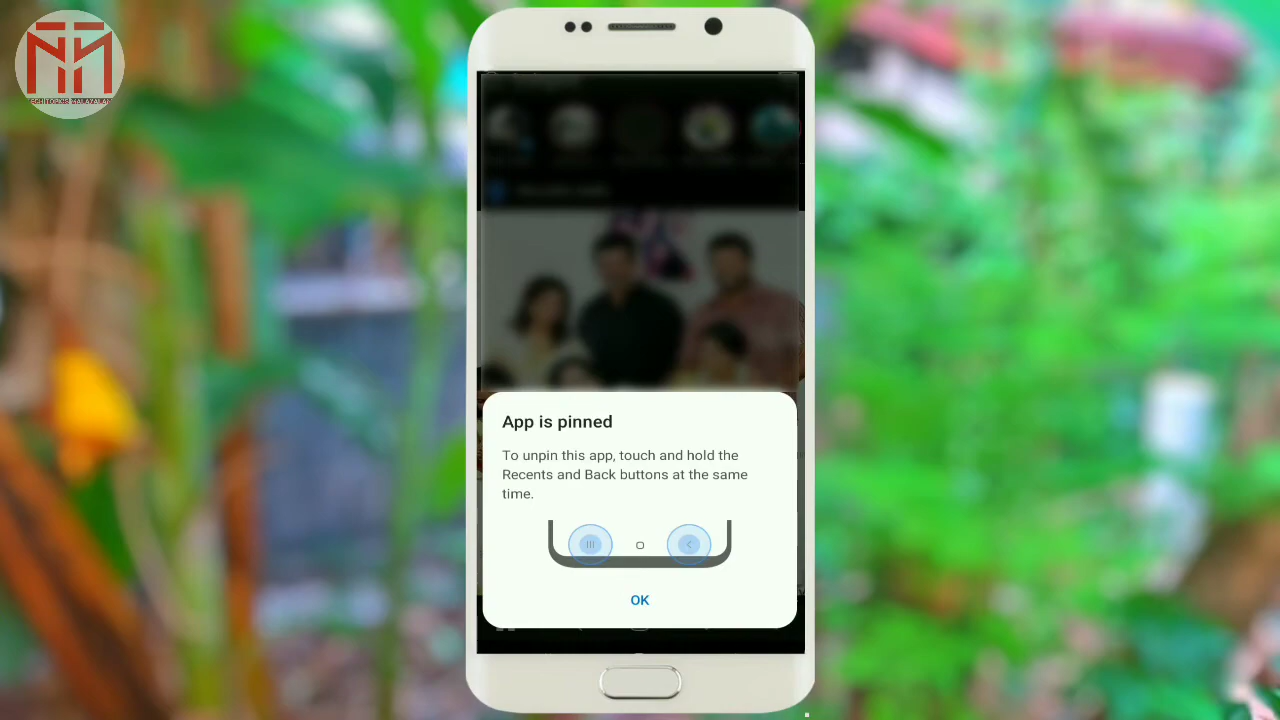 App is pinned
To unpin this app, touch and hold the
Recents and Back buttons at the same
time.
OK